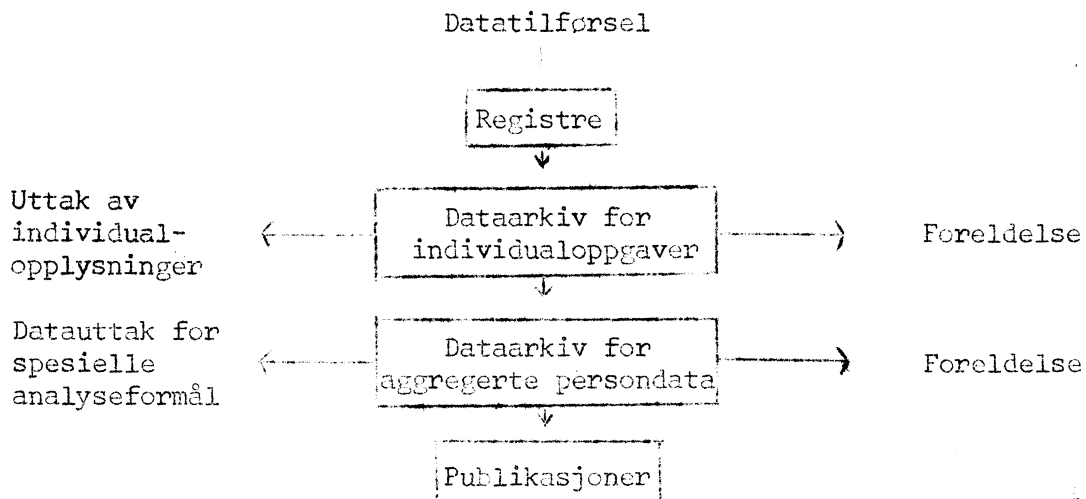 Datatilførsel
Registre
Uttak av
individual-
opplysninger
Dataarkiv for
individualoppgaver
Foreldelse
Datauttak for
spesielle
analyseformål
Dataarkiv for
aggregerte persondata
Foreldelse
Publikasjoner